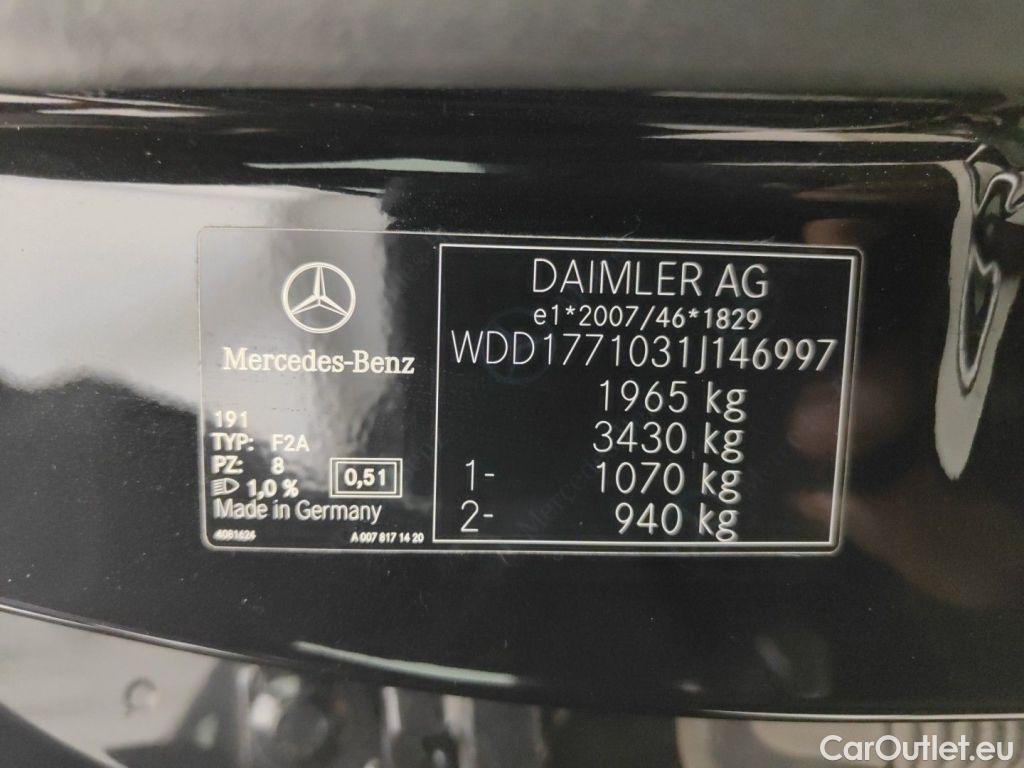 Mercedes-Benz
191
TYP: F2A
PZ: 8
1,0 %
0,51
Made in Germany
4081624
A 007 817 14 20
DAIMLER AG
e1*2007/46*1829
WDD1771031J146997
1965 kg
3430 kg
1- 1070 kg
2- 940 kg
CarOutlet.eu